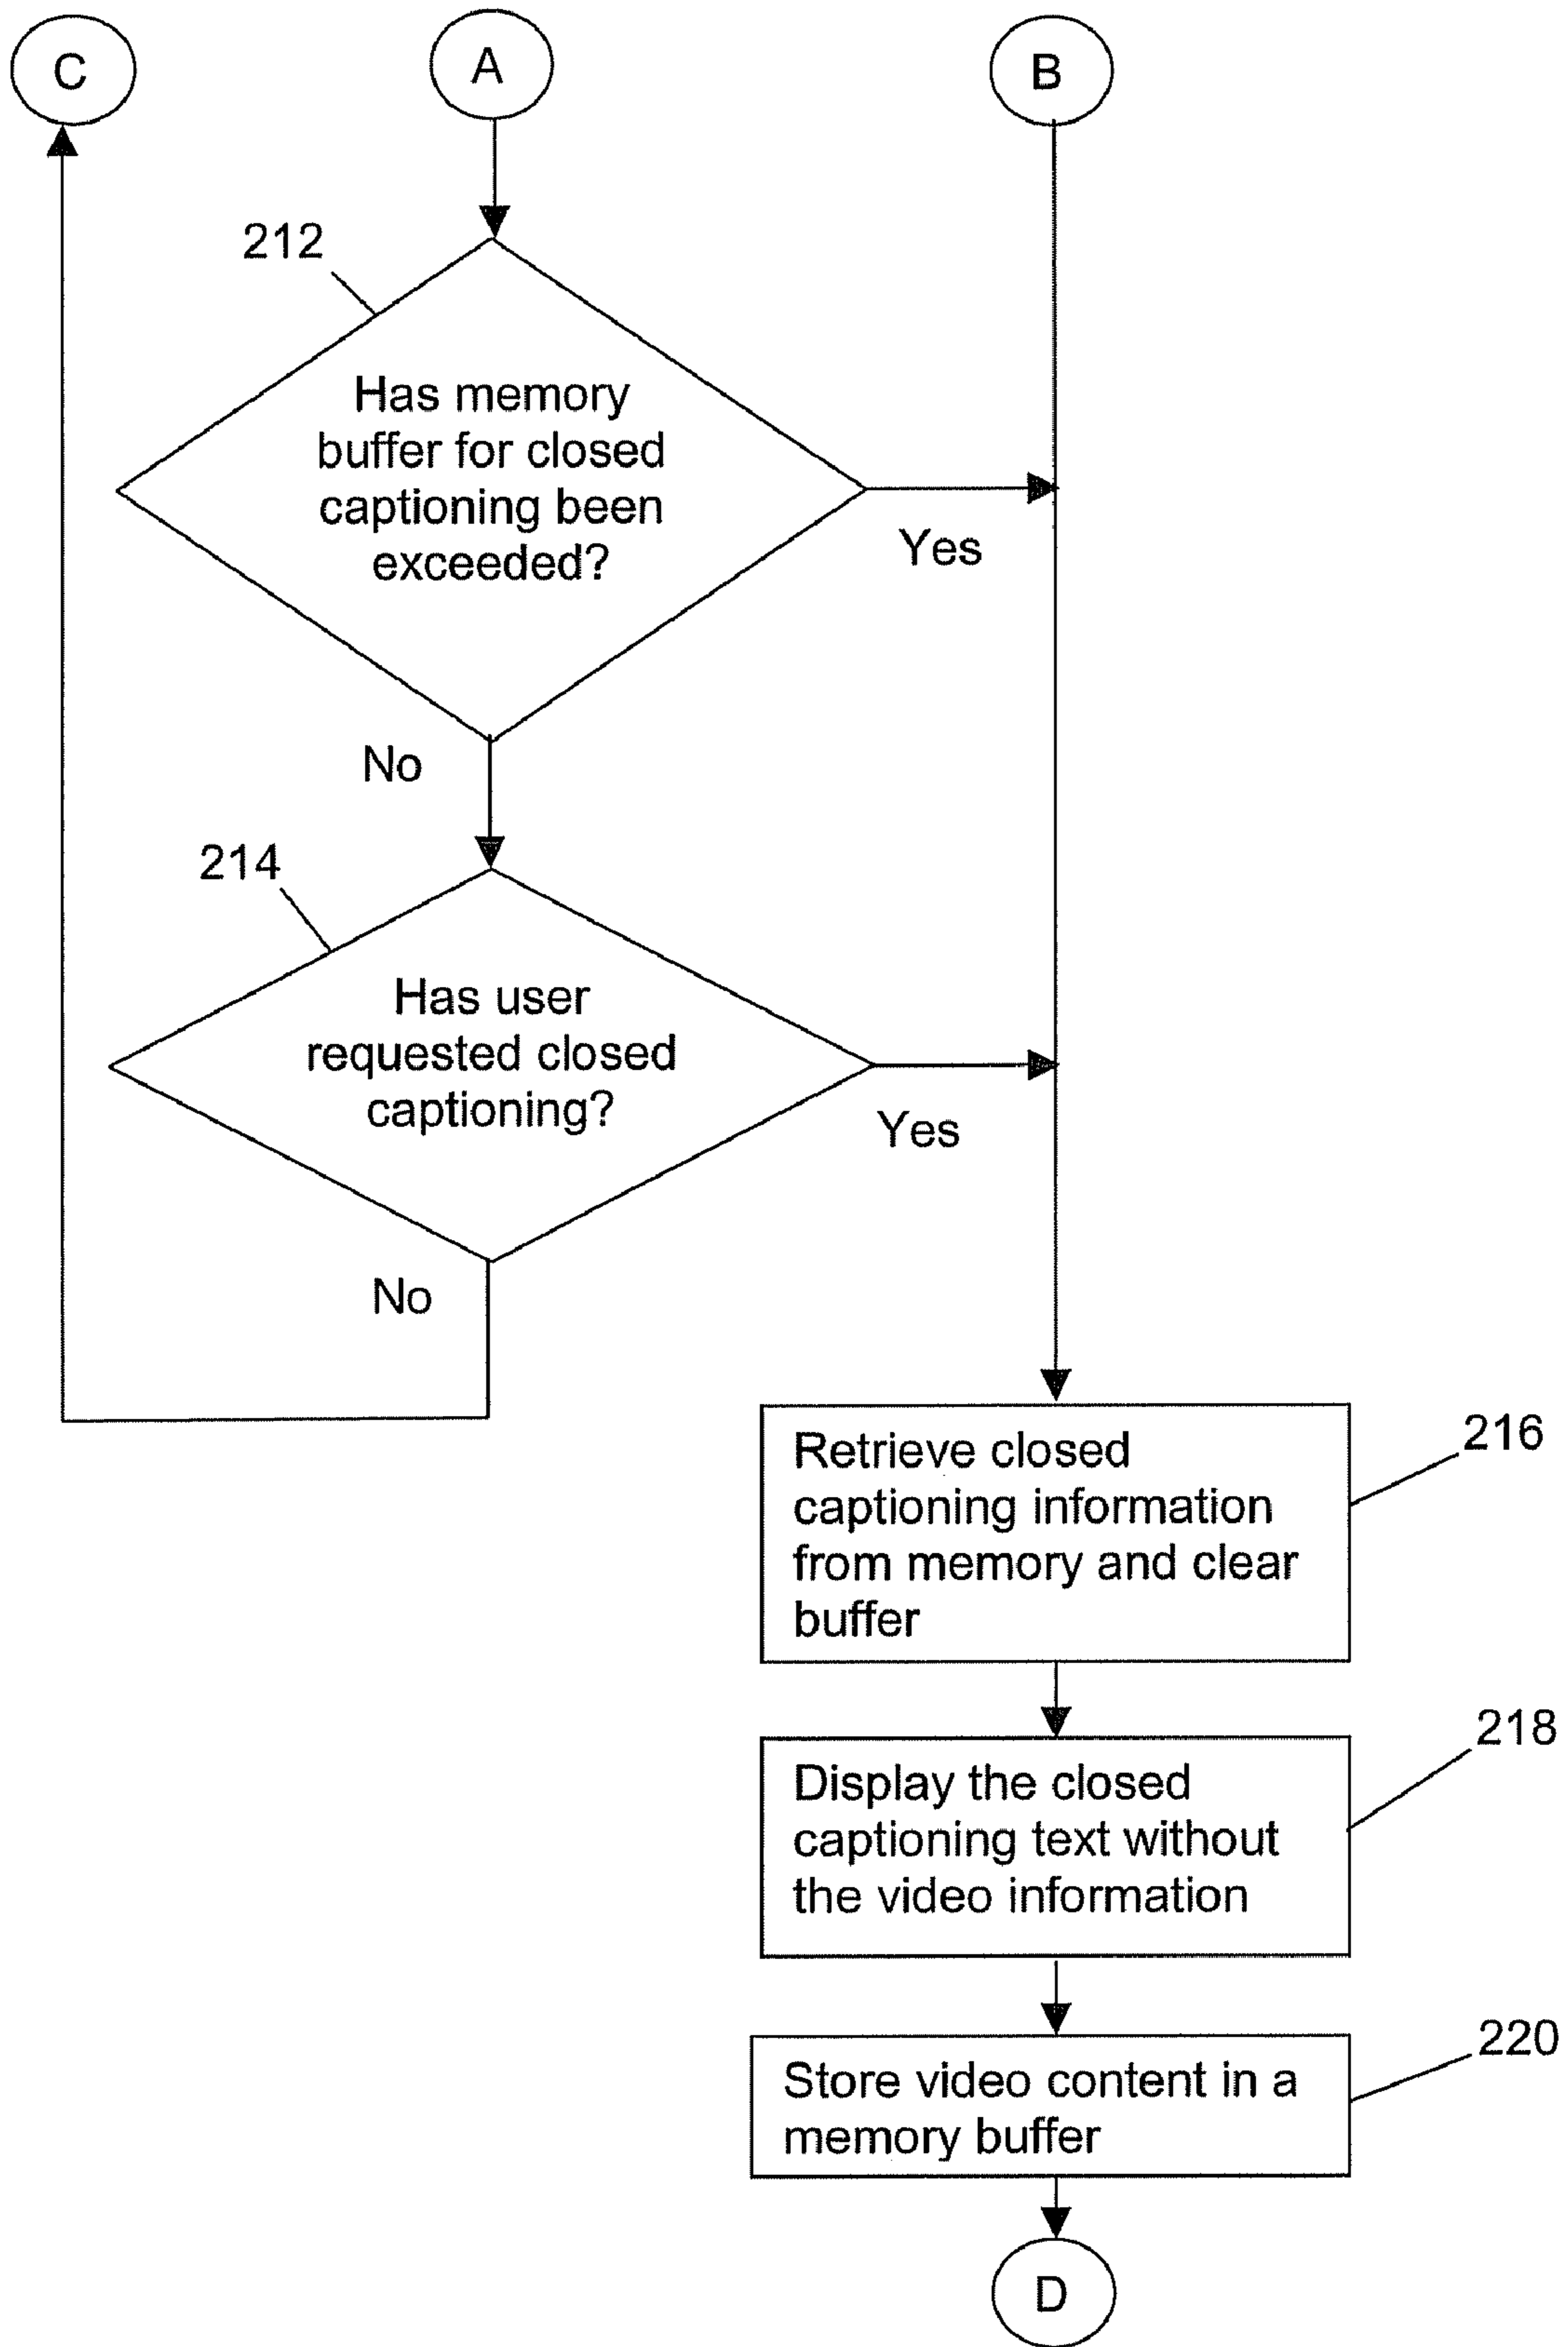 C
A
B
212
Has memory
buffer for closed
captioning been
exceeded?
Yes
No
214
Has user
requested closed
captioning?
Yes
No
216
Retrieve closed
captioning information
from memory and clear
buffer
218
Display the closed
captioning text without
the video information
220
Store video content in a
memory buffer
D